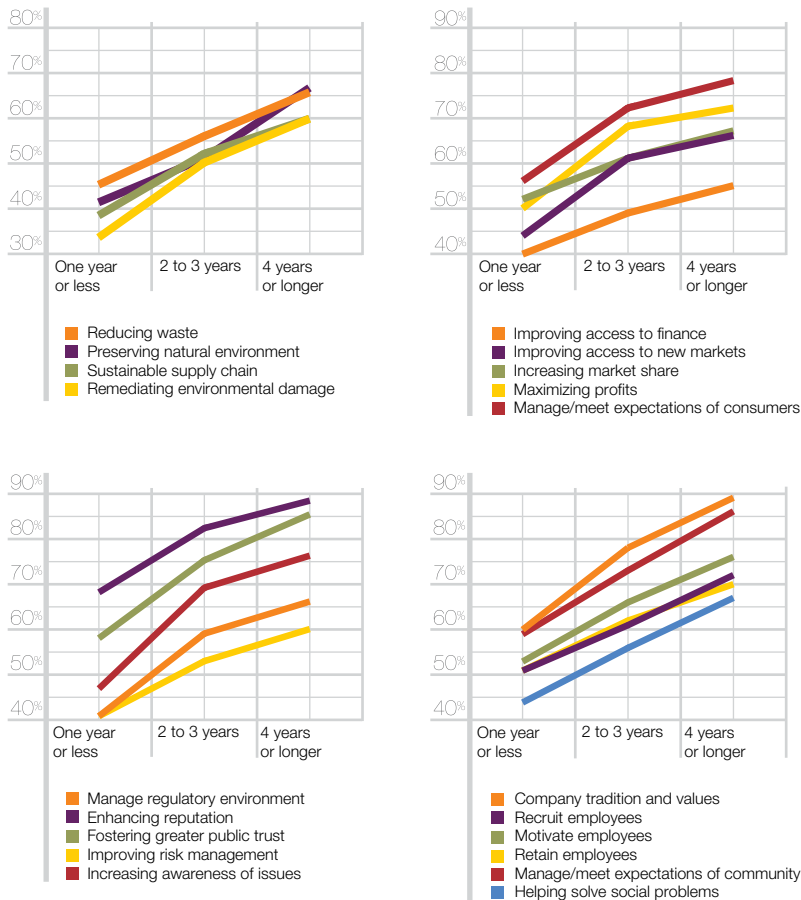 80%
70%
60%
50%
40%
30%
One year
or less
2 to 3 years
4 years
or longer
Reducing waste
Preserving natural environment
Sustainable supply chain
Remediating environmental damage
90%
80%
70%
60%
50%
40%
One year
or less
2 to 3 years
4 years
or longer
Improving access to finance
Improving access to new markets
Increasing market share
Maximizing profits
Manage/meet expectations of consumers
90%
80%
70%
60%
50%
40%
One year
or less
2 to 3 years
4 years
or longer
Manage regulatory environment
Enhancing reputation
Fostering greater public trust
Improving risk management
Increasing awareness of issues
90%
80%
70%
60%
50%
40%
One year
or less
2 to 3 years
4 years
or longer
Company tradition and values
Recruit employees
Motivate employees
Retain employees
Manage/meet expectations of community
Helping solve social problems